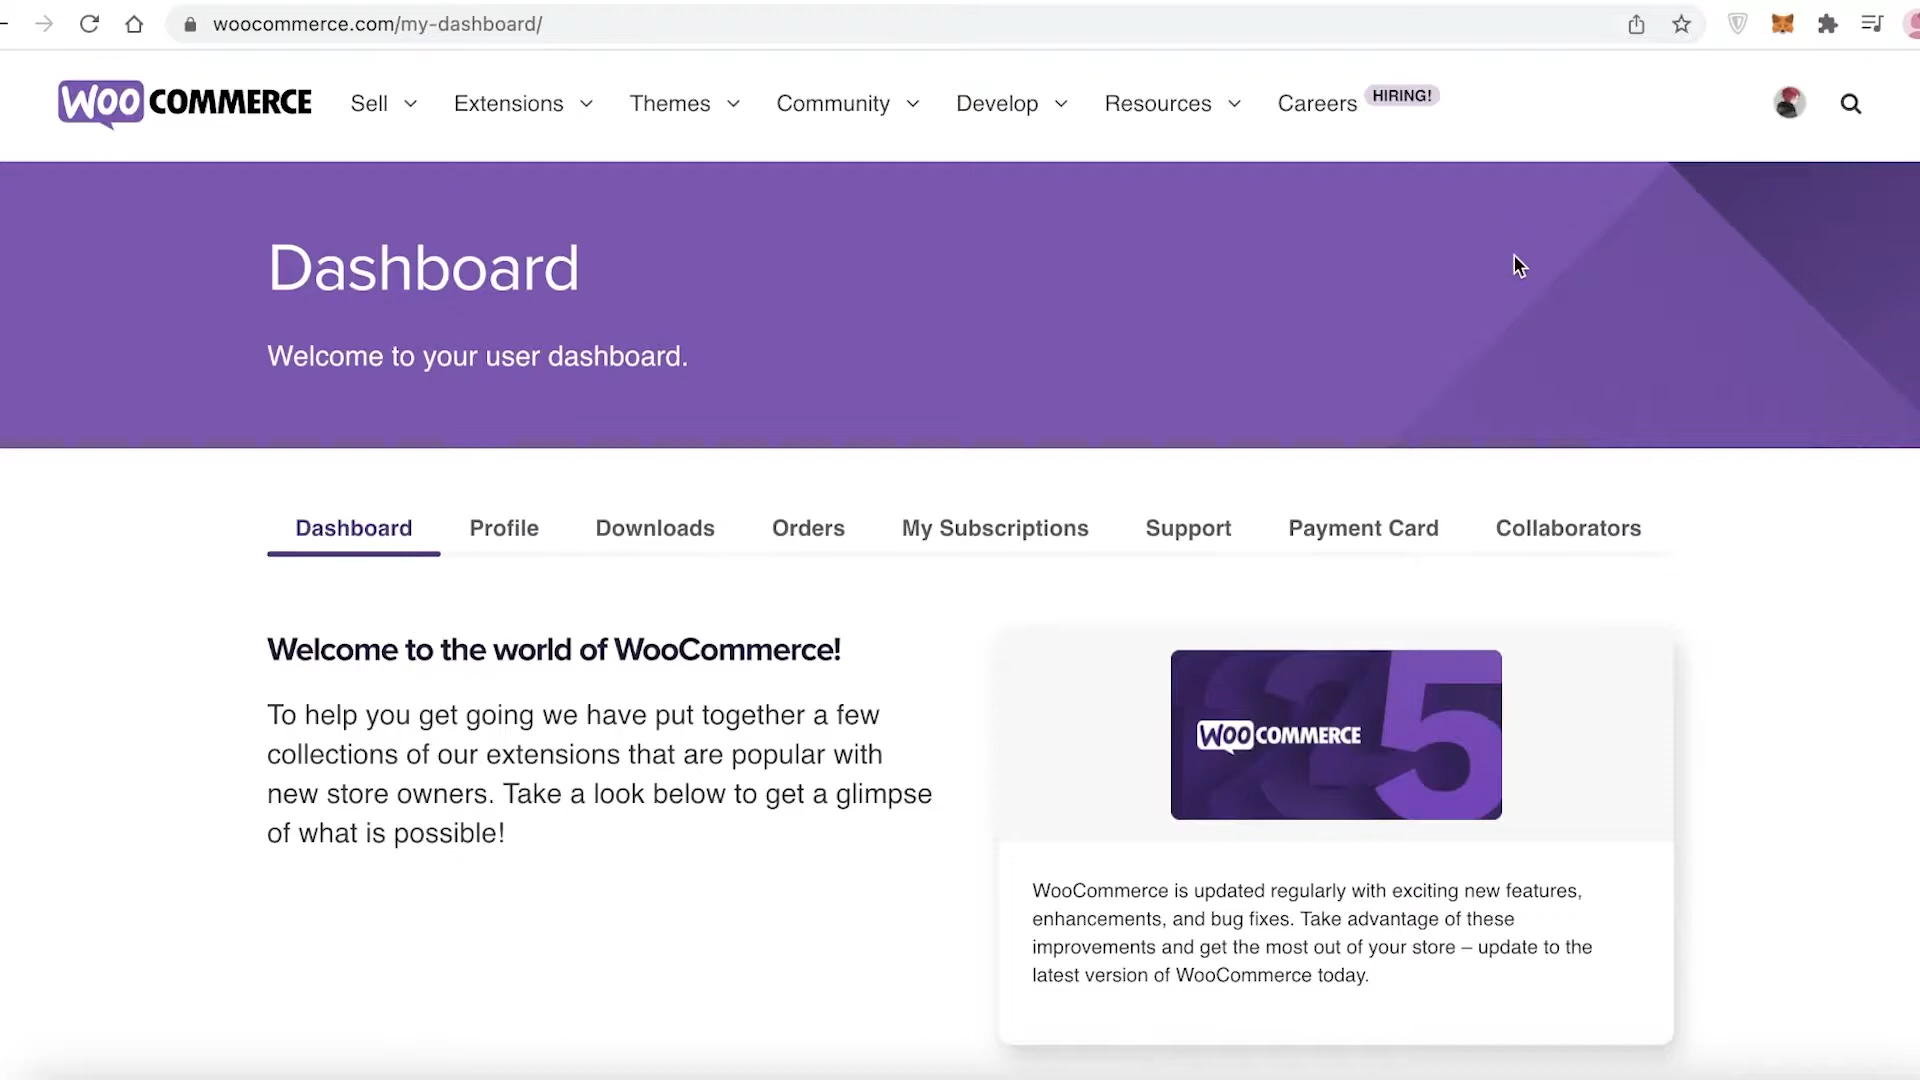 woocommerce.com/my-dashboard/
WOO COMMERCE
Sell
Extensions
Themes
Community
Develop
Resources
Careers
HIRING!
Dashboard
Welcome to your user dashboard.
Dashboard
Profile
Downloads
Orders
My Subscriptions
Support
Payment Card
Collaborators
Welcome to the world of WooCommerce!
To help you get going we have put together a few
collections of our extensions that are popular with
new store owners. Take a look below to get a glimpse
of what is possible!
WOO COMMERCE 5
WooCommerce is updated regularly with exciting new features,
enhancements, and bug fixes. Take advantage of these
improvements and get the most out of your store – update to the
latest version of WooCommerce today.